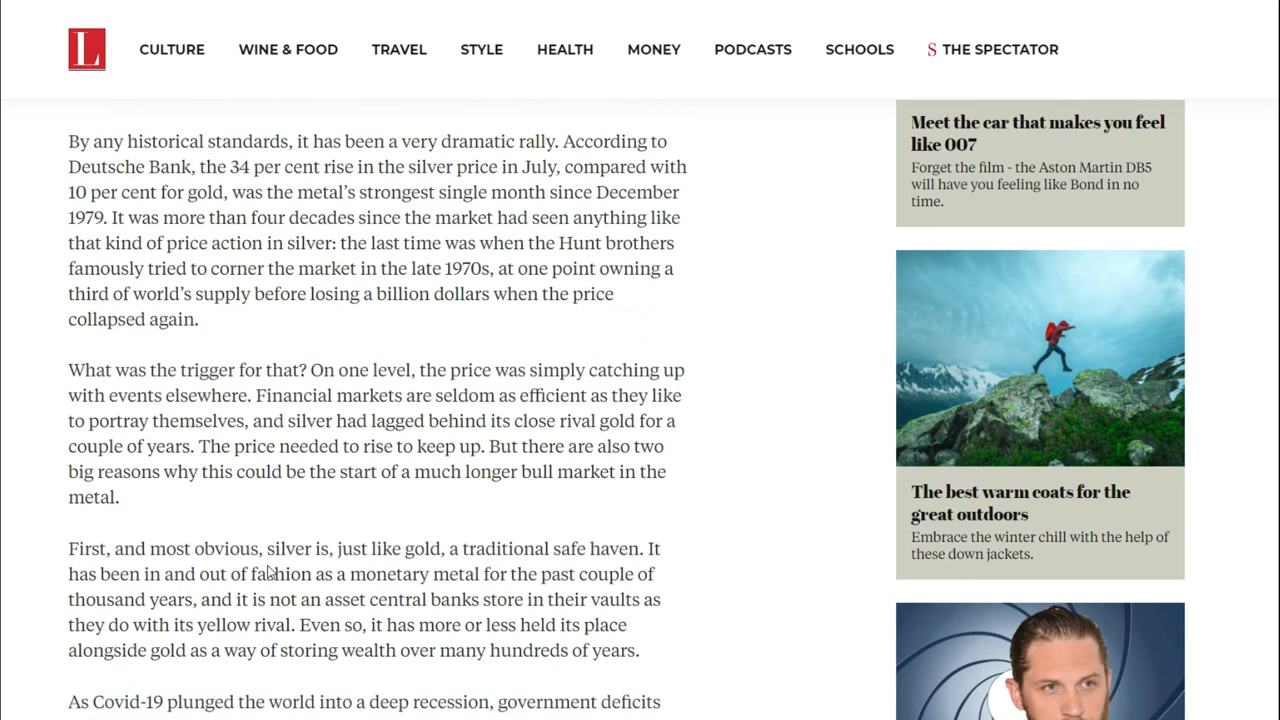 L
CULTURE
WINE & FOOD
TRAVEL
STYLE
HEALTH
MONEY
PODCASTS
SCHOOLS
S THE SPECTATOR
By any historical standards, it has been a very dramatic rally. According to
Deutsche Bank, the 34 per cent rise in the silver price in July, compared with
10 per cent for gold, was the metal’s strongest single month since December
1979. It was more than four decades since the market had seen anything like
that kind of price action in silver: the last time was when the Hunt brothers
famously tried to corner the market in the late 1970s, at one point owning a
third of world’s supply before losing a billion dollars when the price
collapsed again.
What was the trigger for that? On one level, the price was simply catching up
with events elsewhere. Financial markets are seldom as efficient as they like
to portray themselves, and silver had lagged behind its close rival gold for a
couple of years. The price needed to rise to keep up. But there are also two
big reasons why this could be the start of a much longer bull market in the
metal.
First, and most obvious, silver is, just like gold, a traditional safe haven. It
has been in and out of fashion as a monetary metal for the past couple of
thousand years, and it is not an asset central banks store in their vaults as
they do with its yellow rival. Even so, it has more or less held its place
alongside gold as a way of storing wealth over many hundreds of years.
As Covid-19 plunged the world into a deep recession, government deficits
Meet the car that makes you feel
like 007
Forget the film - the Aston Martin DB5
will have you feeling like Bond in no
time.
The best warm coats for the
great outdoors
Embrace the winter chill with the help of
these down jackets.